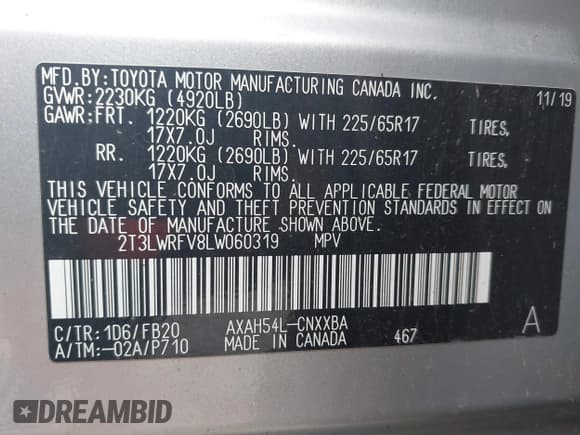 MFD.BY:TOYOTA MOTOR MANUFACTURING CANADA INC.
GVWR:2230KG (4920LB) 11/19
GAWR:FRT. 1220KG (2690LB) WITH 225/65R17 TIRES,
17X7.0J RIMS.
RR. 1220KG (2690LB) WITH 225/65R17 TIRES,
17X7.0J RIMS.
THIS VEHICLE CONFORMS TO ALL APPLICABLE FEDERAL MOTOR
VEHICLE SAFETY AND THEFT PREVENTION STANDARDS IN EFFECT ON
THE DATE OF MANUFACTURE SHOWN ABOVE.
2T3LWRFV8LW060319 MPV
C/TR:1D6/FB20 AXAH54L-CNXXBA A
A/TM:-02A/P710 MADE IN CANADA 467
DREAMBID